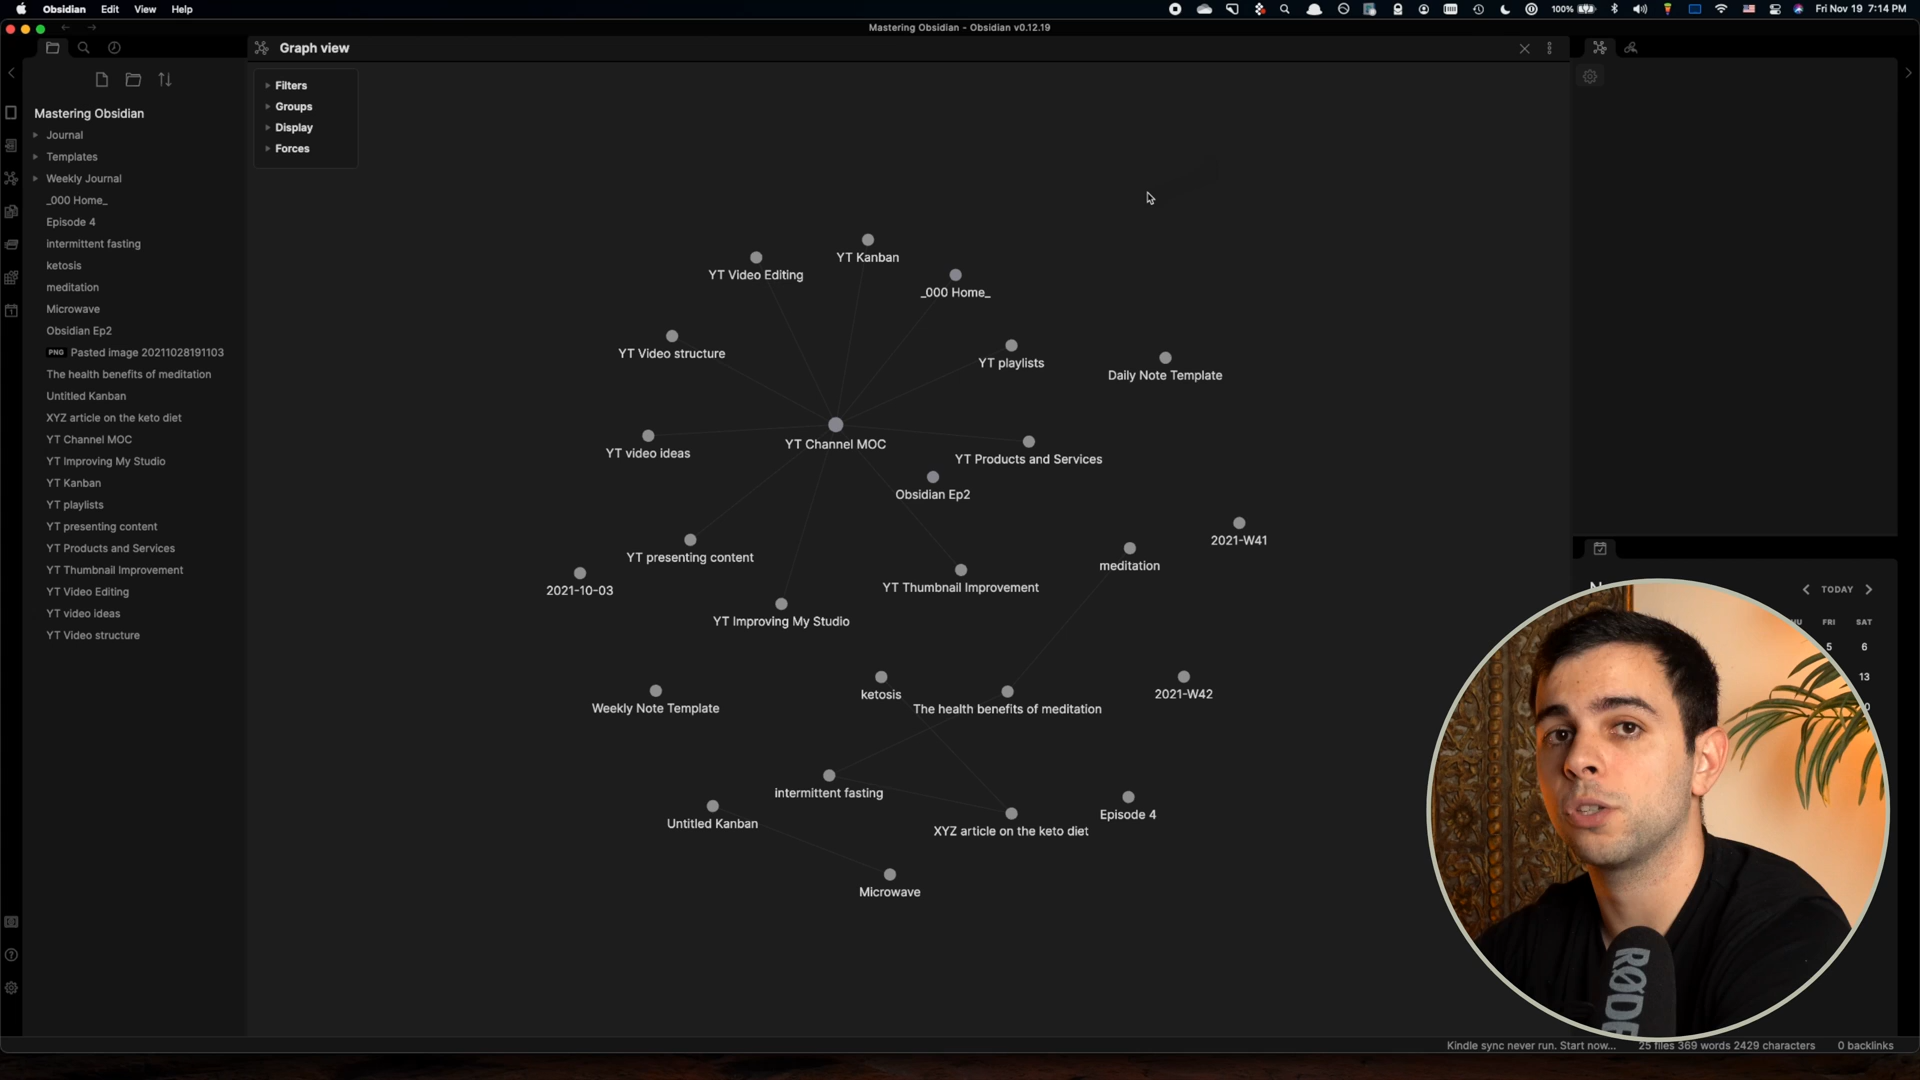 Obsidian Edit View Help
100% Fri Nov 19 7:14 PM
Mastering Obsidian - Obsidian v0.12.19
Graph view
Filters
Groups
Display
Forces
Mastering Obsidian
Journal
Templates
Weekly Journal
_000 Home_
Episode 4
intermittent fasting
ketosis
meditation
Microwave
Obsidian Ep2
PNG Pasted image 20211028191103
The health benefits of meditation
Untitled Kanban
XYZ article on the keto diet
YT Channel MOC
YT Improving My Studio
YT Kanban
YT playlists
YT presenting content
YT Products and Services
YT Thumbnail Improvement
YT Video Editing
YT video ideas
YT Video structure
YT Kanban
YT Video Editing
_000 Home_
YT Video structure
YT playlists
Daily Note Template
YT Channel MOC
YT video ideas
YT Products and Services
Obsidian Ep2
2021-W41
YT presenting content
meditation
2021-10-03
YT Thumbnail Improvement
YT Improving My Studio
ketosis
2021-W42
Weekly Note Template
The health benefits of meditation
intermittent fasting
Episode 4
Untitled Kanban
XYZ article on the keto diet
Microwave
TODAY
FRI SAT
5 6
13
RØDE
Kindle sync never run. Start now... 25 files 369 words 2429 characters 0 backlinks